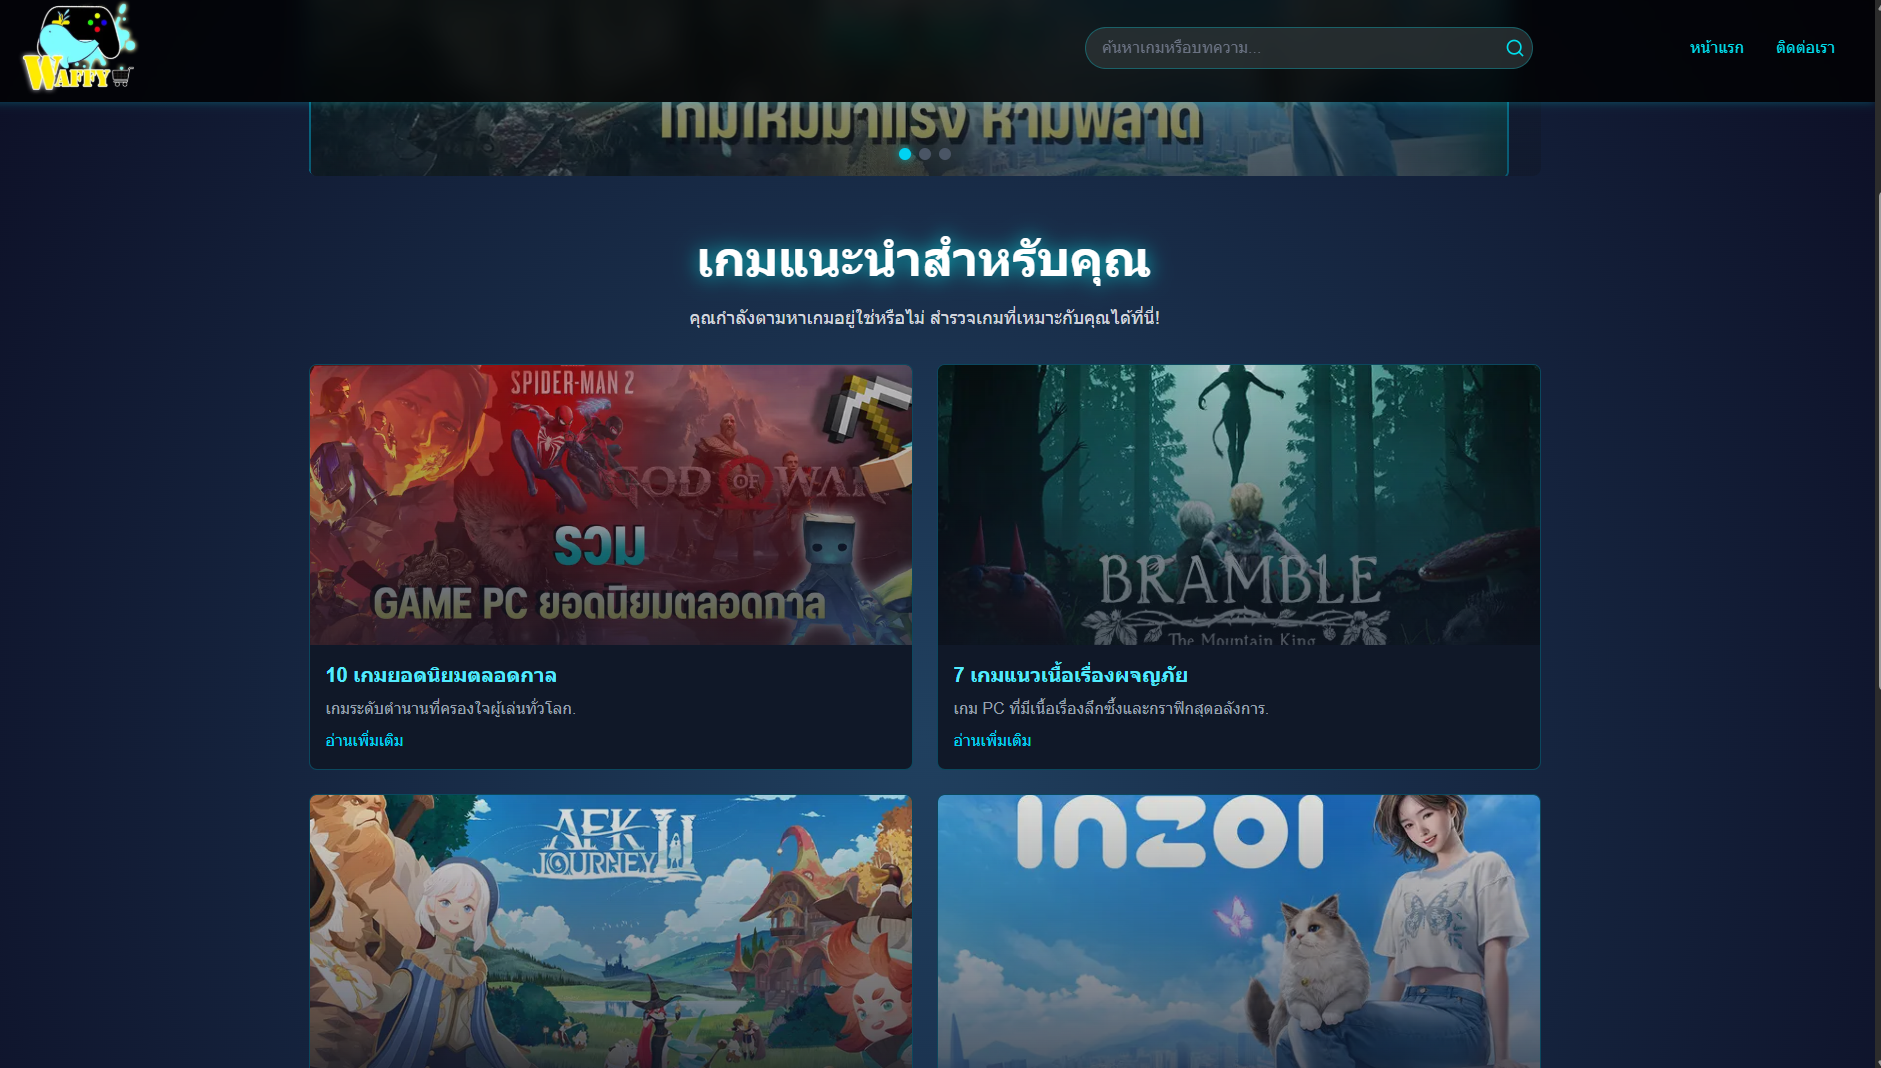 WAFFY
ค้นหาเกมหรือบทความ...
หน้าแรก
ติดต่อเรา
เกมใหม่มาแรง ห้ามพลาด
เกมแนะนำสำหรับคุณ
คุณกำลังตามหาเกมอยู่ใช่หรือไม่ สำรวจเกมที่เหมาะกับคุณได้ที่นี่!
SPIDER-MAN 2
GOD OF WAR
รวม
GAME PC ยอดนิยมตลอดกาล
BRAMBLE
The Mountain King
10 เกมยอดนิยมตลอดกาล
เกมระดับตำนานที่ครองใจผู้เล่นทั่วโลก.
อ่านเพิ่มเติม
7 เกมแนวเนื้อเรื่องผจญภัย
เกม PC ที่มีเนื้อเรื่องลึกซึ้งและกราฟิกสุดอลังการ.
อ่านเพิ่มเติม
AFK
JOURNEY
inZOI